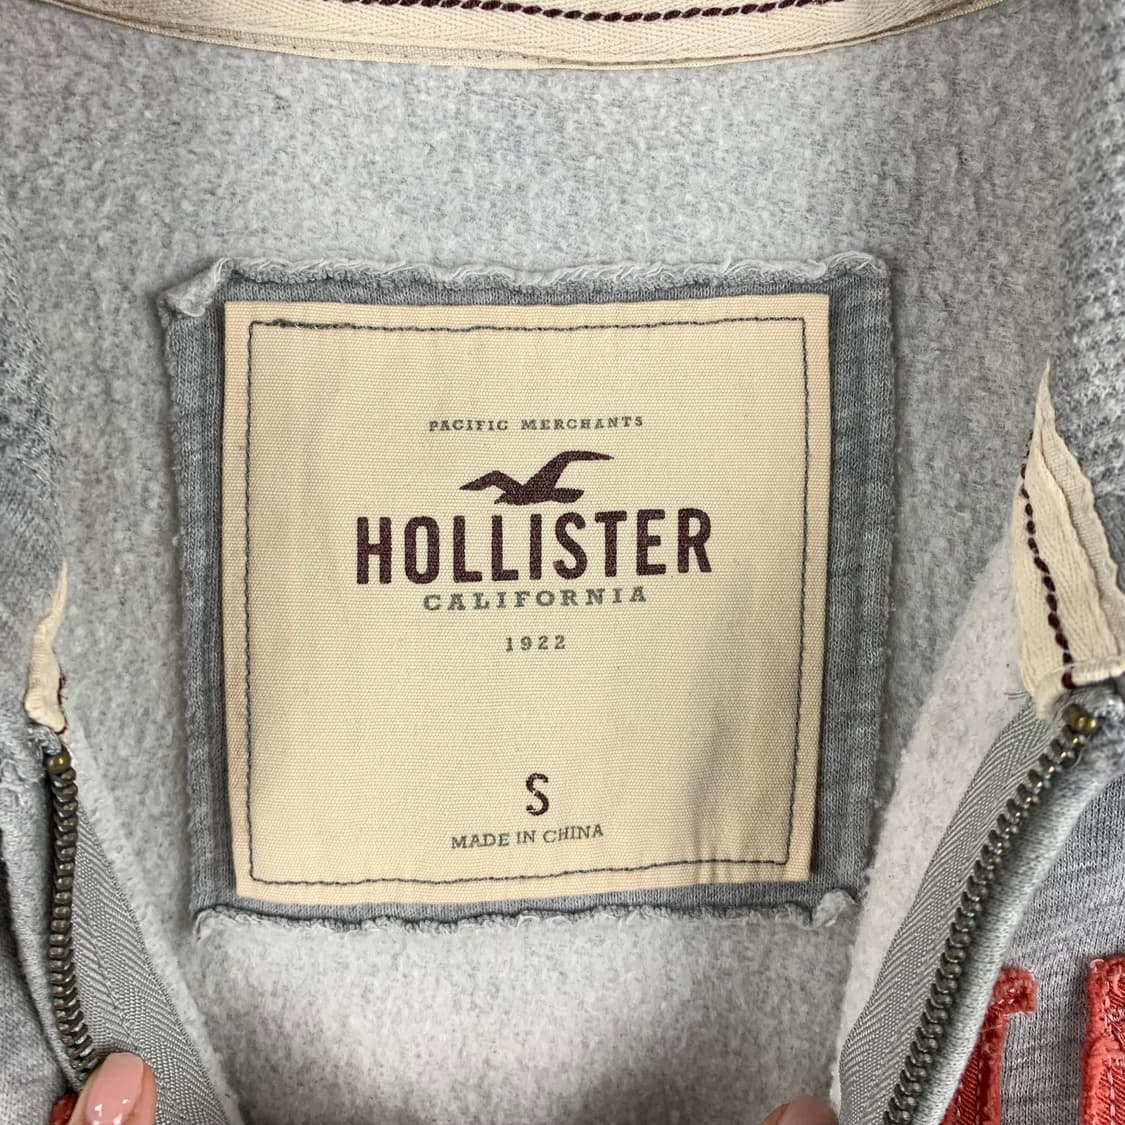 PACIFIC MERCHANTS
HOLLISTER
CALIFORNIA
1922
S
MADE IN CHINA